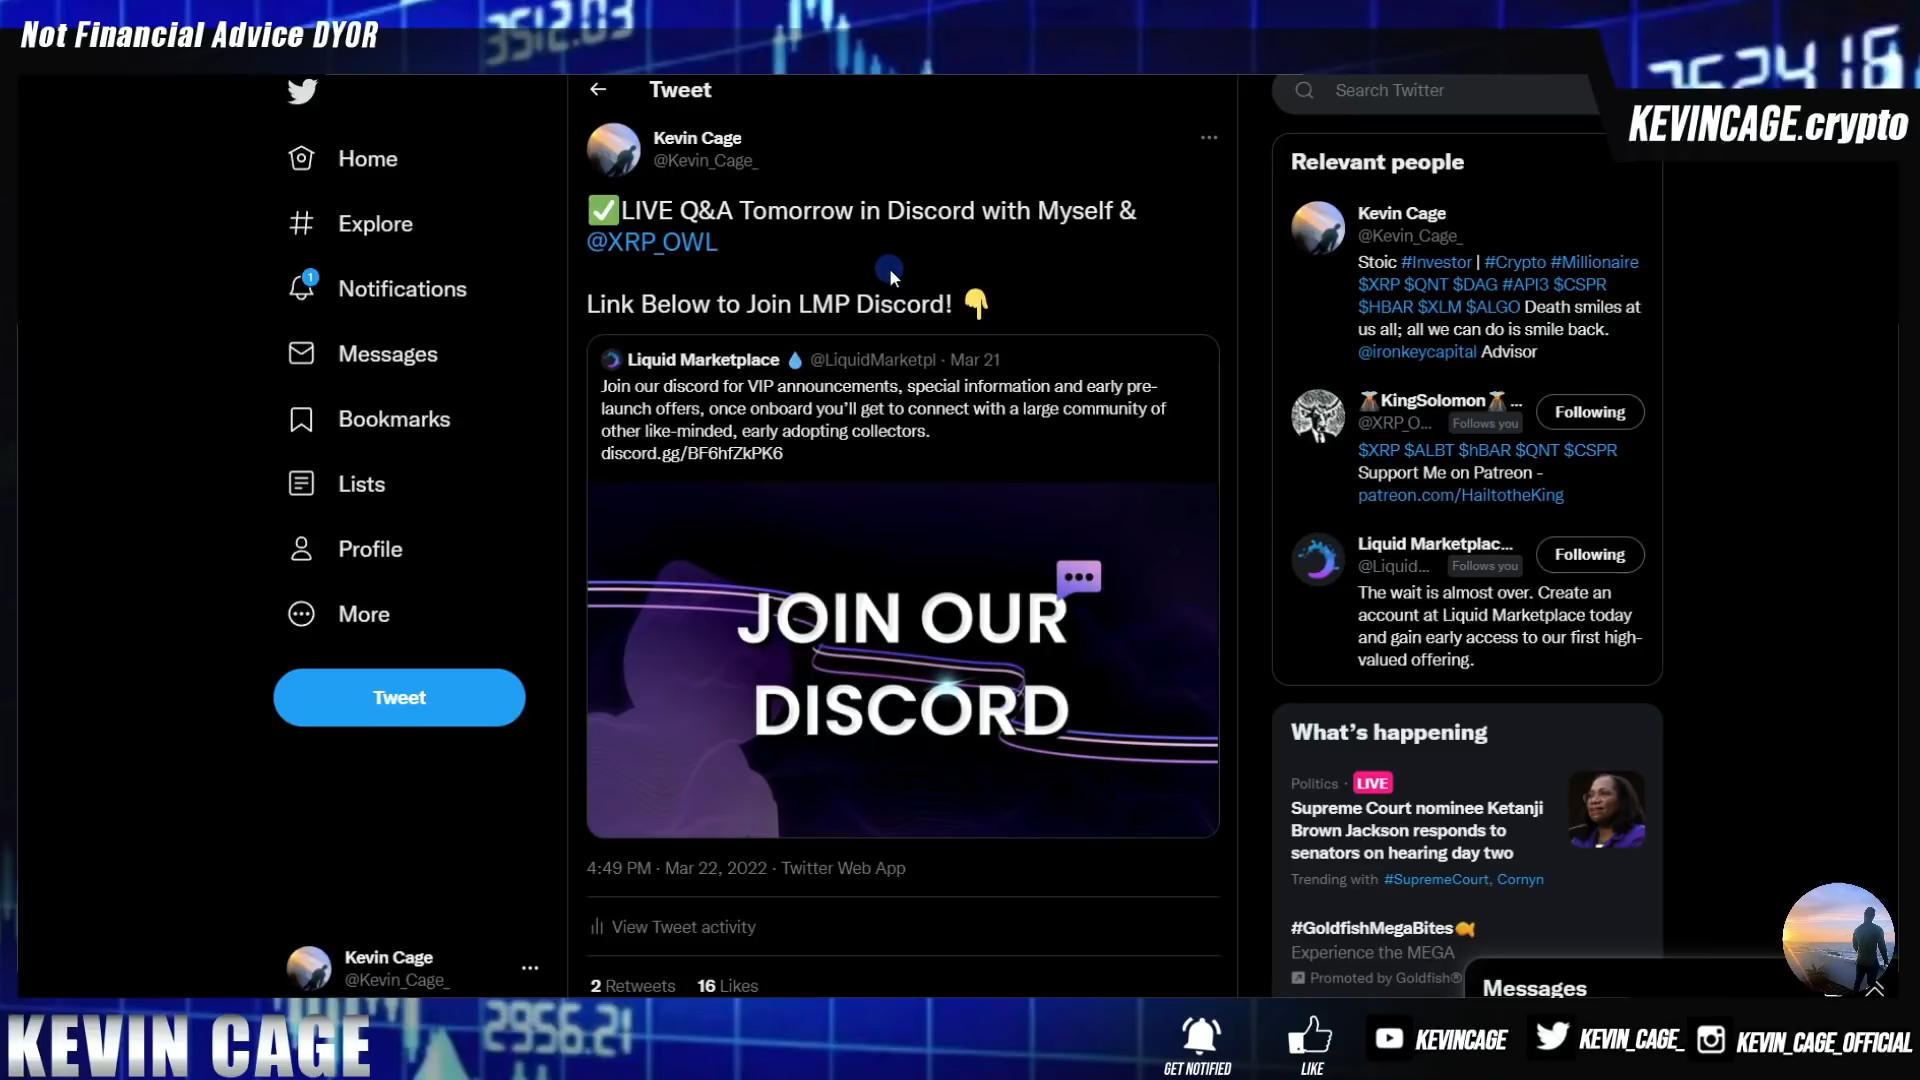 Not Financial Advice DYOR
3512.03
KEVINCAGE.crypto
Home
Explore
1
Notifications
Messages
Bookmarks
Lists
Profile
More
Tweet
Kevin Cage
@Kevin_Cage_
Tweet
Kevin Cage
@Kevin_Cage_
✅LIVE Q&A Tomorrow in Discord with Myself &
@XRP_OWL
Link Below to Join LMP Discord! 👇
Liquid Marketplace 💧 @LiquidMarketpl · Mar 21
Join our discord for VIP announcements, special information and early pre-
launch offers, once onboard you'll get to connect with a large community of
other like-minded, early adopting collectors.
discord.gg/BF6hfZkPK6
JOIN OUR
DISCORD
4:49 PM · Mar 22, 2022 · Twitter Web App
View Tweet activity
2 Retweets 16 Likes
Search Twitter
Relevant people
Kevin Cage
@Kevin_Cage_
Stoic #Investor | #Crypto #Millionaire
$XRP $QNT $DAG #API3 $CSPR
$HBAR $XLM $ALGO Death smiles at
us all; all we can do is smile back.
@ironkeycapital Advisor
KingSolomon ...
@XRP_O... Follows you
Following
$XRP $ALBT $hBAR $QNT $CSPR
Support Me on Patreon -
patreon.com/HailtotheKing
Liquid Marketplac...
@Liquid... Follows you
Following
The wait is almost over. Create an
account at Liquid Marketplace today
and gain early access to our first high-
valued offering.
What's happening
Politics · LIVE
Supreme Court nominee Ketanji
Brown Jackson responds to
senators on hearing day two
Trending with #SupremeCourt, Cornyn
#GoldfishMegaBites
Experience the MEGA
Promoted by Goldfish®
Messages
KEVIN CAGE
2956.21
GET NOTIFIED
LIKE
KEVINCAGE
KEVIN_CAGE_
KEVIN_CAGE_OFFICIAL